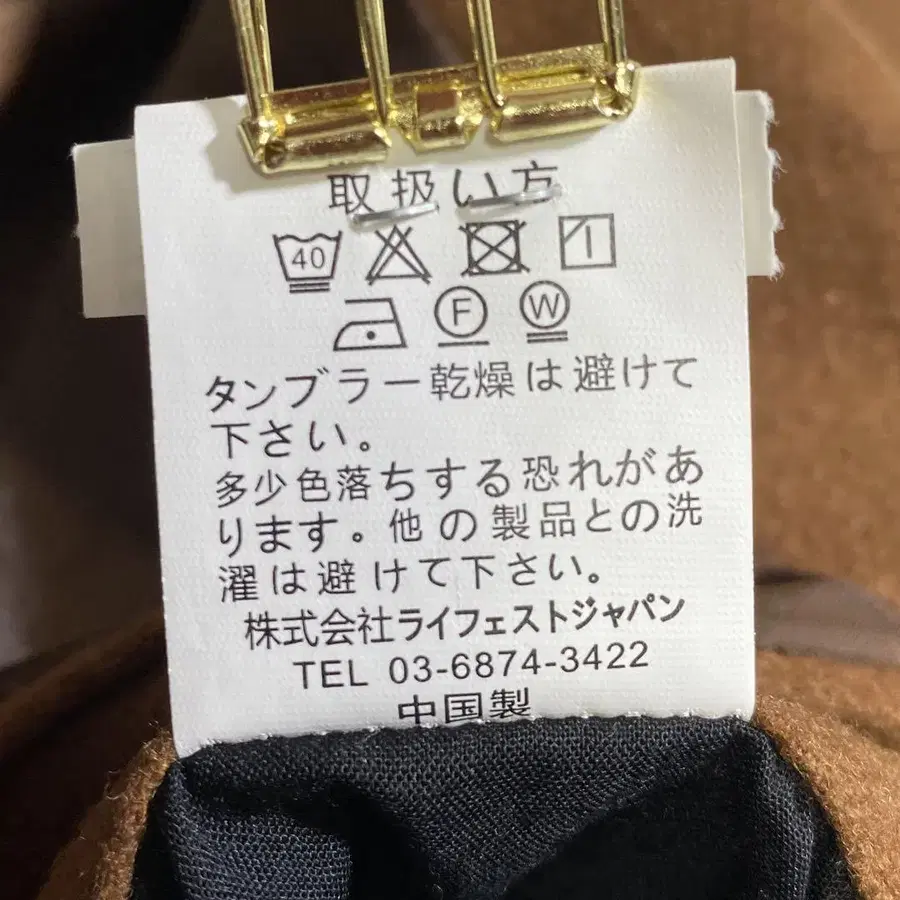 取扱い方
40
F W
タンブラー乾燥は避けて
下さい。
多少色落ちする恐れがあ
ります。他の製品との洗
濯は避けて下さい。
株式会社ライフェストジャパン
TEL 03-6874-3422
中国製